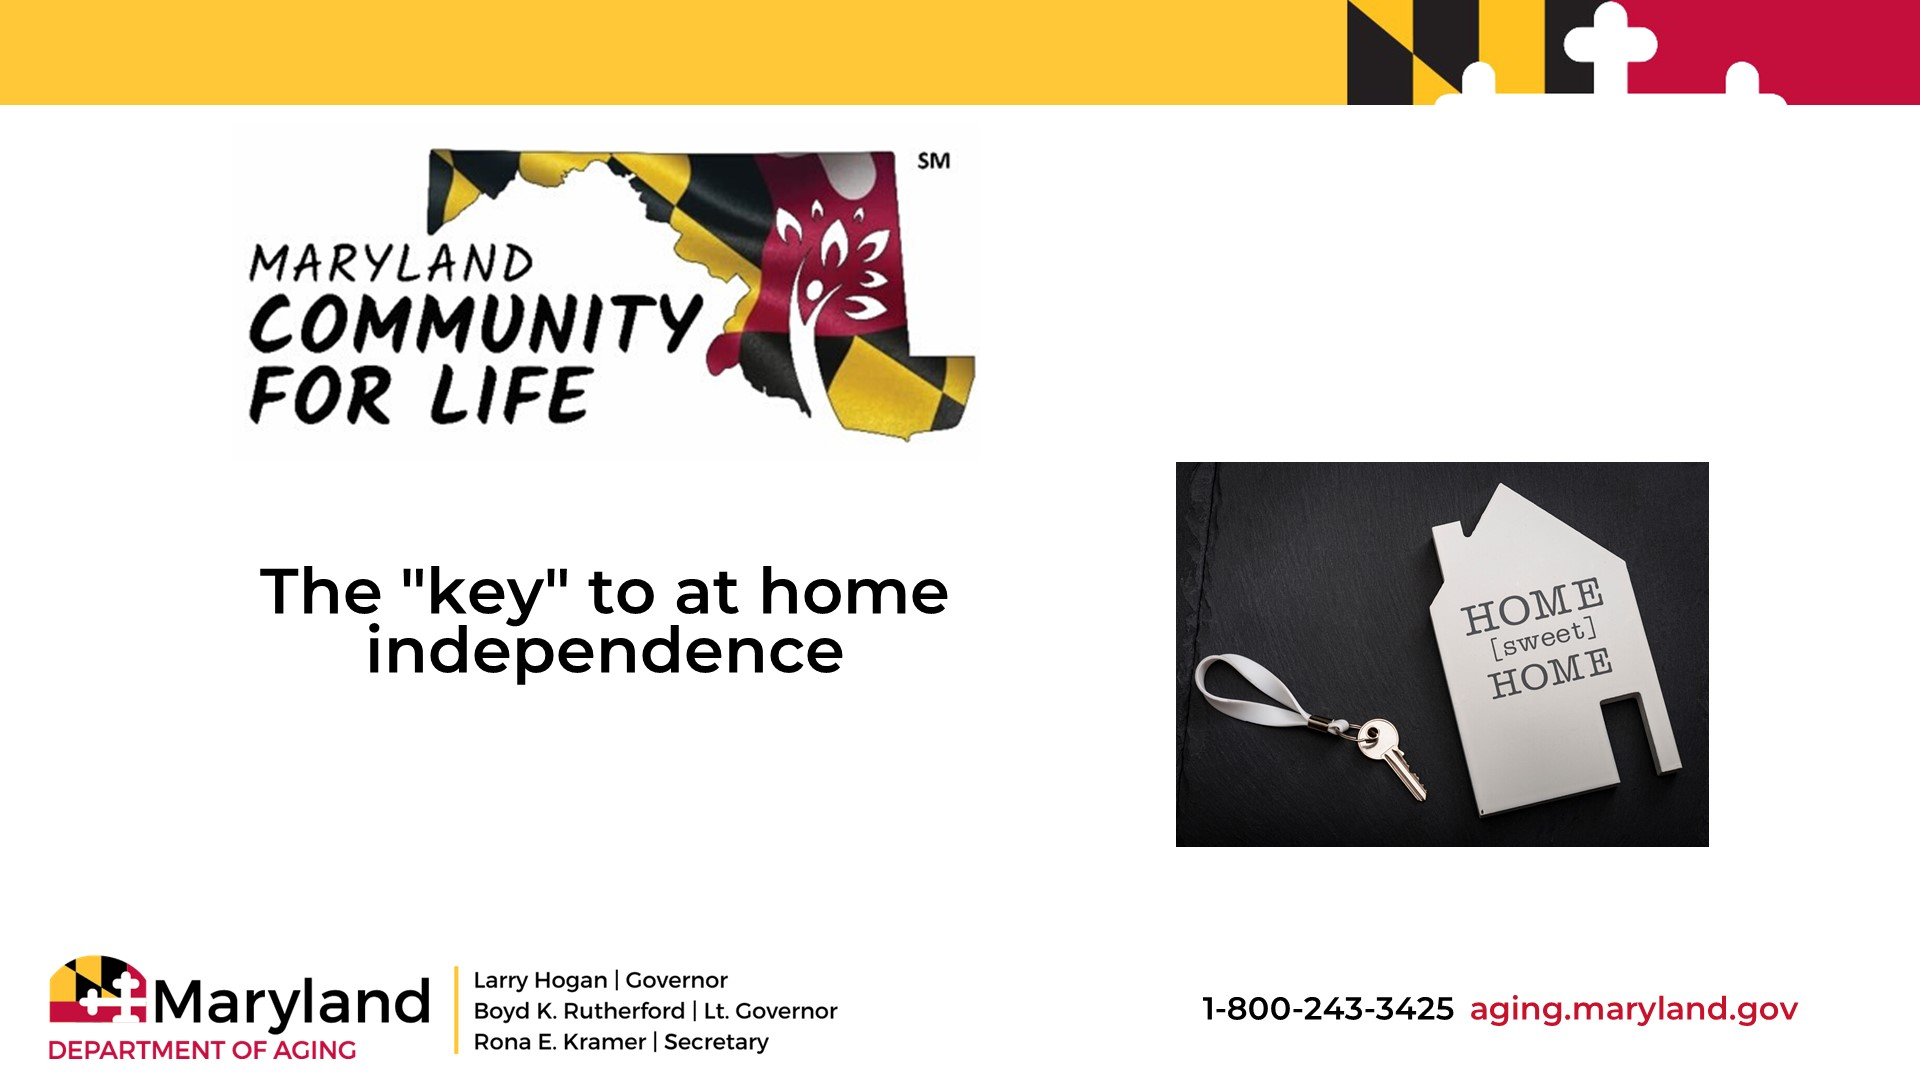 SM
MARYLAND
COMMUNITY
FOR LIFE
The "key" to at home
independence
HOME
[sweet]
HOME
Maryland
DEPARTMENT OF AGING
Larry Hogan | Governor
Boyd K. Rutherford | Lt. Governor
Rona E. Kramer | Secretary
1-800-243-3425 aging.maryland.gov